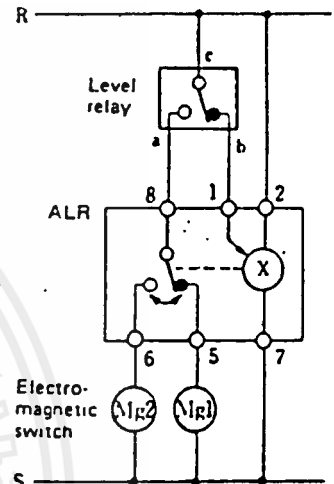 R
c
Level
relay
a
b
8
1
2
ALR
X
6
5
7
Electro-
magnetic
switch
Mg2
Mg1
S